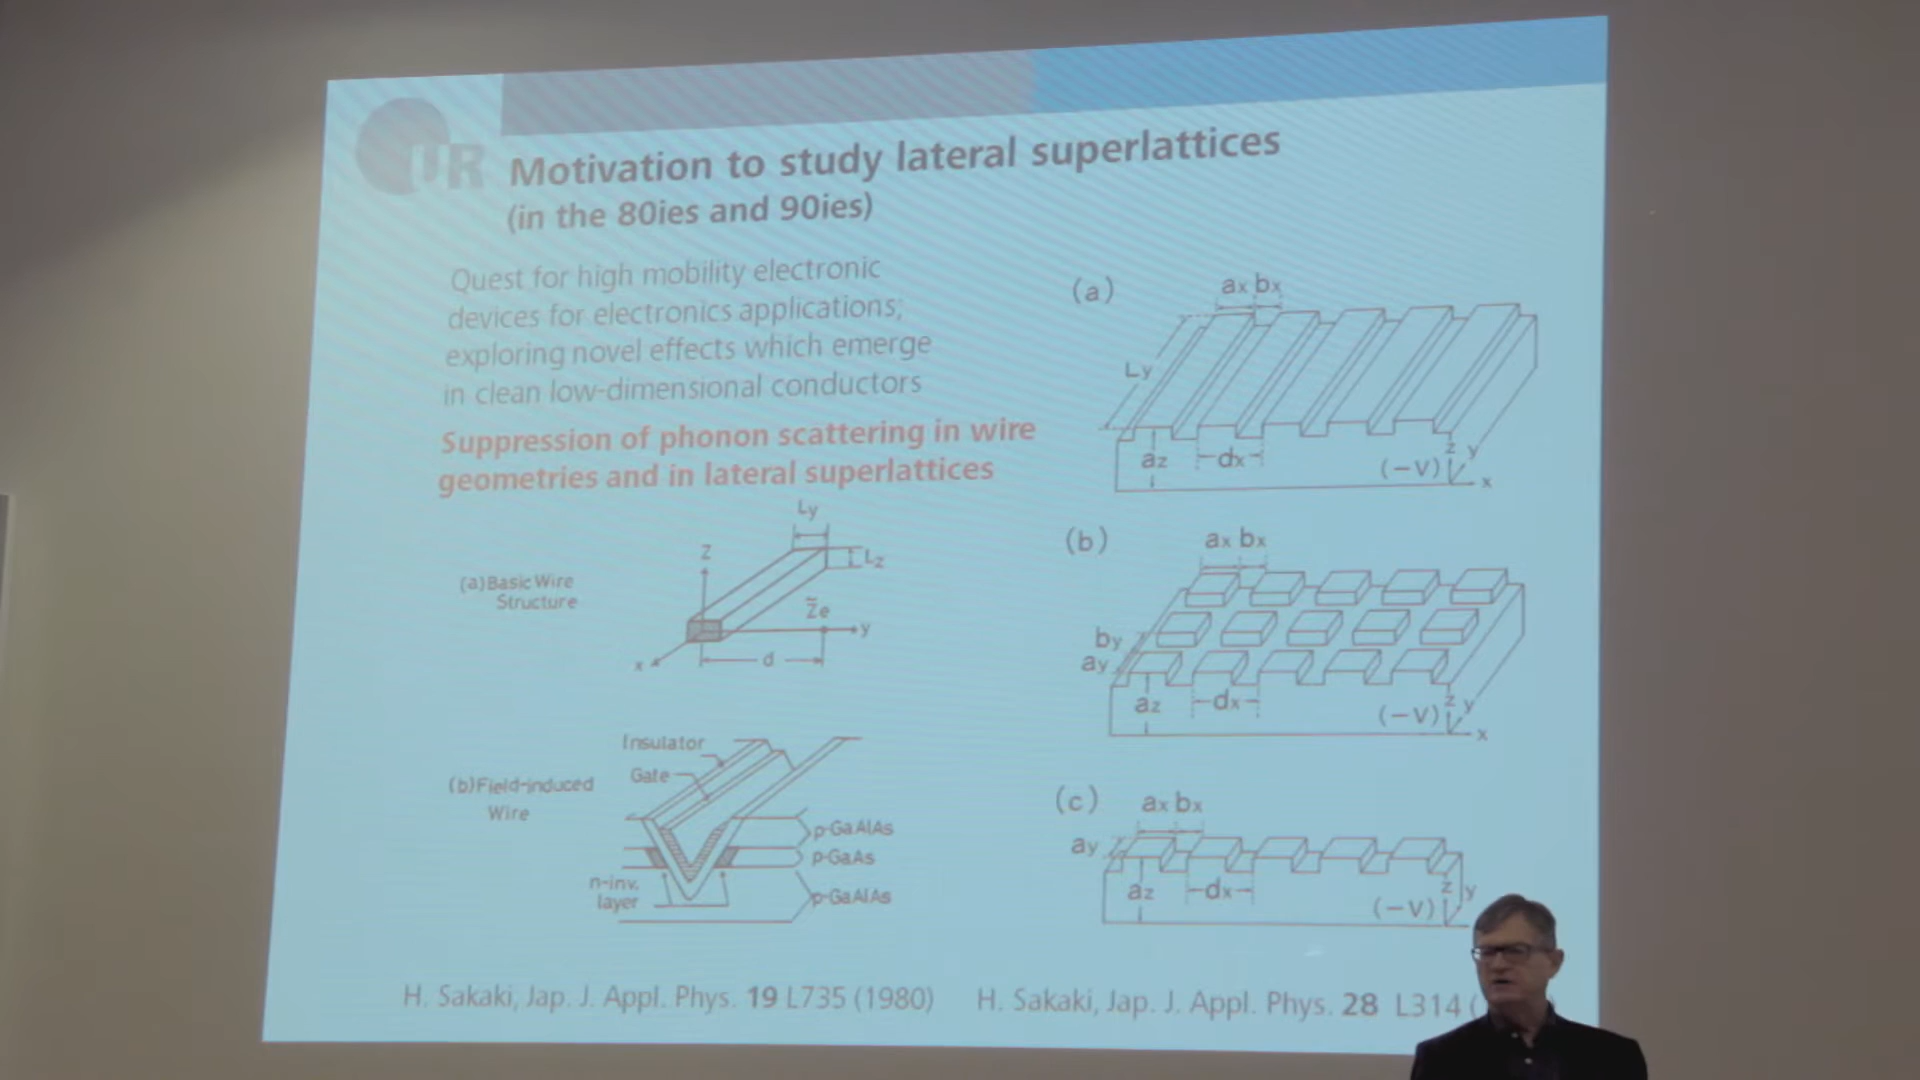 UR
Motivation to study lateral superlattices
(in the 80ies and 90ies)
Quest for high mobility electronic
devices for electronics applications;
exploring novel effects which emerge
in clean low-dimensional conductors
Suppression of phonon scattering in wire
geometries and in lateral superlattices
Ly
Lz
z
(a) Basic Wire
Structure
Z̃e
y
x
d
Insulator
Gate
(b) Field-induced
Wire
p-GaAlAs
p-GaAs
n-inv.
layer
p-GaAlAs
H. Sakaki, Jap. J. Appl. Phys. 19 L735 (1980)
(a)
ax bx
Ly
az
dx
(-V)
z y
x
(b)
ax bx
by
ay
az
dx
(-V)
z y
x
(c)
ax bx
ay
az
dx
(-V)
z y
H. Sakaki, Jap. J. Appl. Phys. 28 L314 (